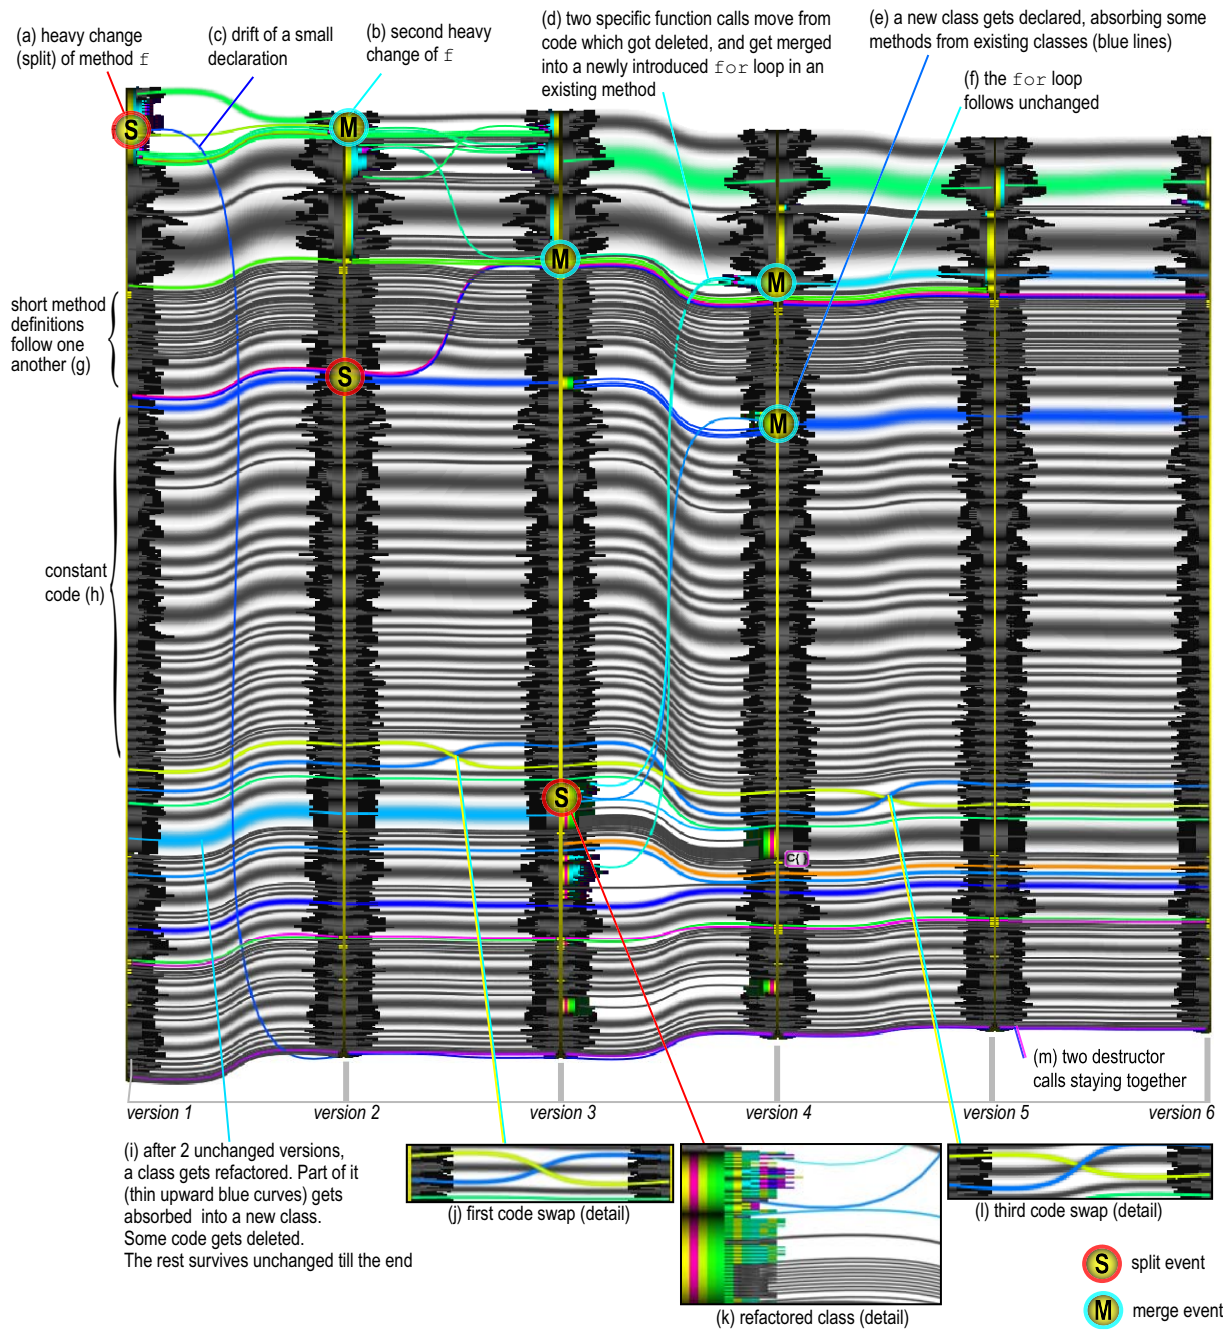 (a) heavy change
(split) of method f
(c) drift of a small
declaration
(b) second heavy
change of f
(d) two specific function calls move from
code which got deleted, and get merged
into a newly introduced for loop in an
existing method
(e) a new class gets declared, absorbing some
methods from existing classes (blue lines)
(f) the for loop
follows unchanged
S
M
M
M
short method
definitions
follow one
another (g)
S
M
constant
code (h)
S
C()
(m) two destructor
calls staying together
version 1
version 2
version 3
version 4
version 5
version 6
(i) after 2 unchanged versions,
a class gets refactored. Part of it
(thin upward blue curves) gets
absorbed into a new class.
Some code gets deleted.
The rest survives unchanged till the end
(j) first code swap (detail)
(k) refactored class (detail)
(l) third code swap (detail)
S split event
M merge event